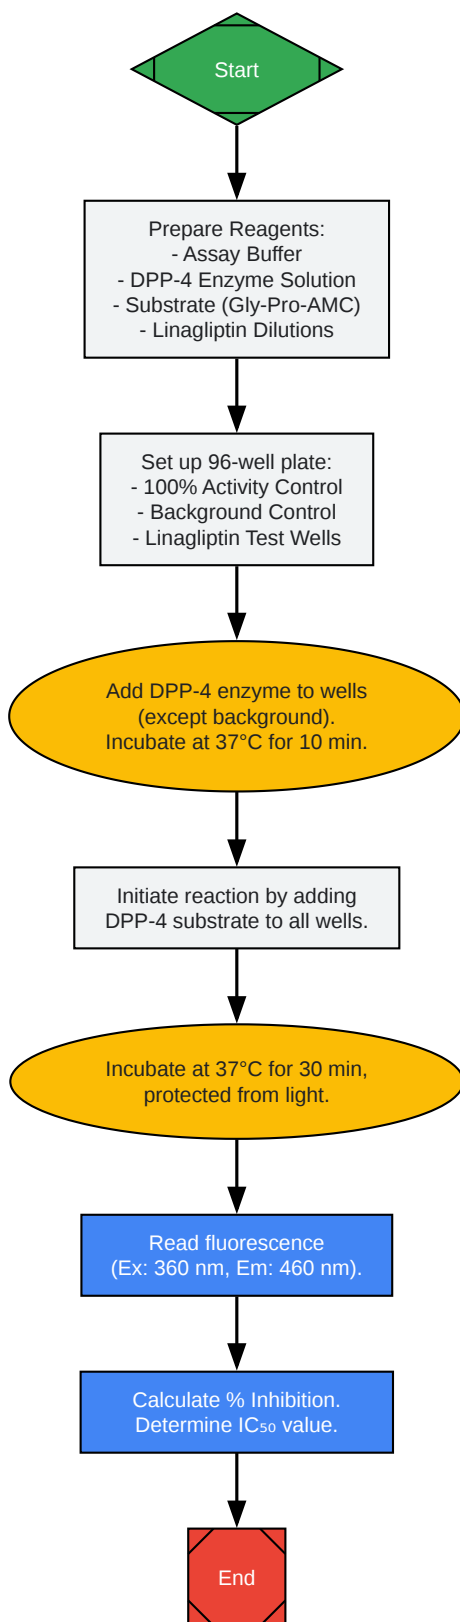 Start
Prepare Reagents:
- Assay Buffer
- DPP-4 Enzyme Solution
- Substrate (Gly-Pro-AMC)
- Linagliptin Dilutions
Set up 96-well plate:
- 100% Activity Control
- Background Control
- Linagliptin Test Wells
Add DPP-4 enzyme to wells
(except background).
Incubate at 37°C for 10 min.
Initiate reaction by adding
DPP-4 substrate to all wells.
Incubate at 37°C for 30 min,
protected from light.
Read fluorescence
(Ex: 360 nm, Em: 460 nm).
Calculate % Inhibition.
Determine IC₅₀ value.
End